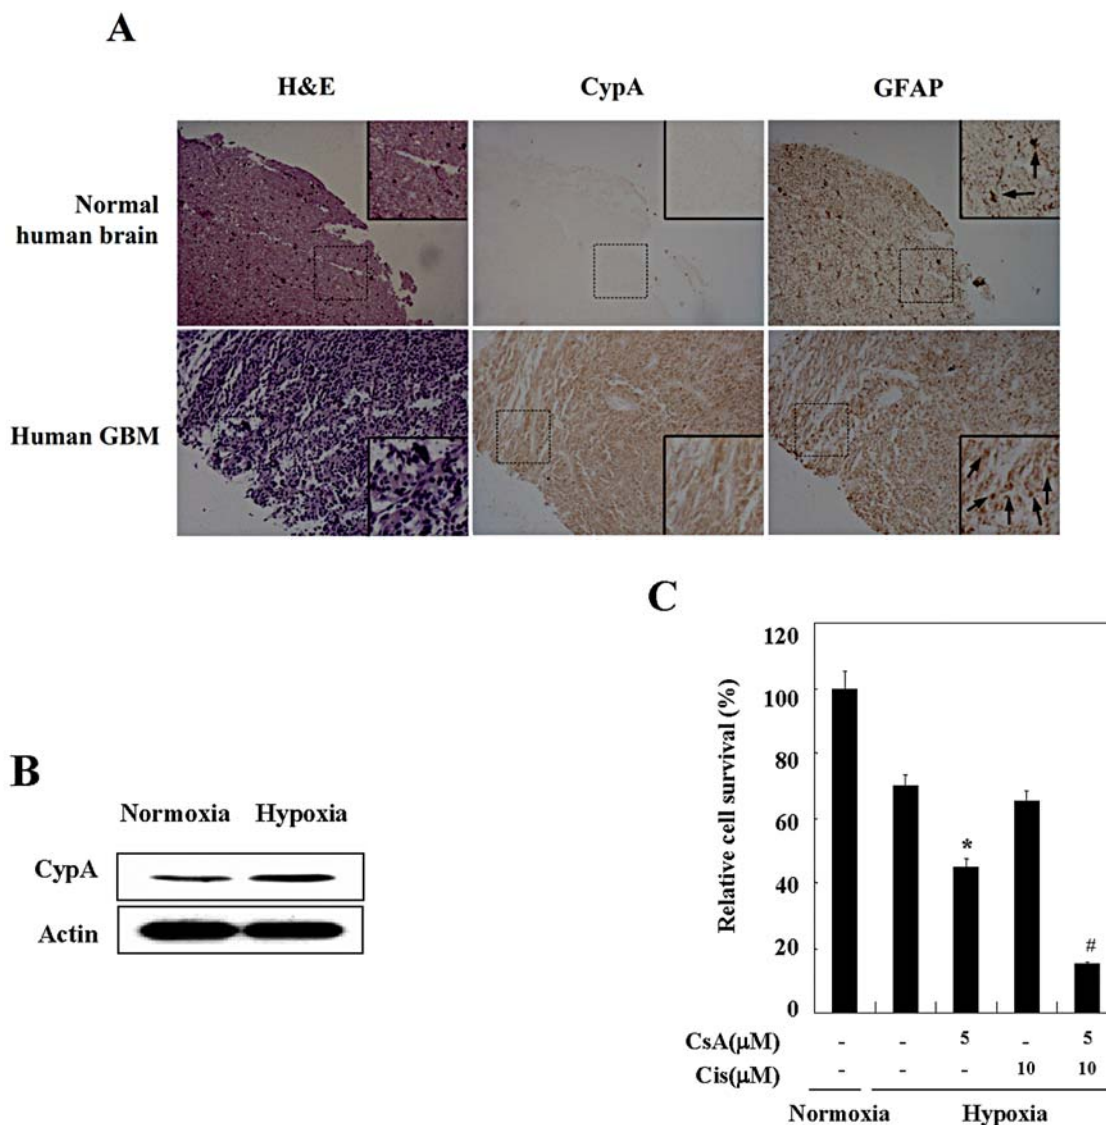 A
H&E CypA GFAP
Normal
human brain
Human GBM
C
120
100
80
60
40
20
0
Relative cell survival (%)
*
#
B
Normoxia Hypoxia
CypA
Actin
CsA(μM) - - 5 - 5
Cis(μM) - - - 10 10
Normoxia Hypoxia